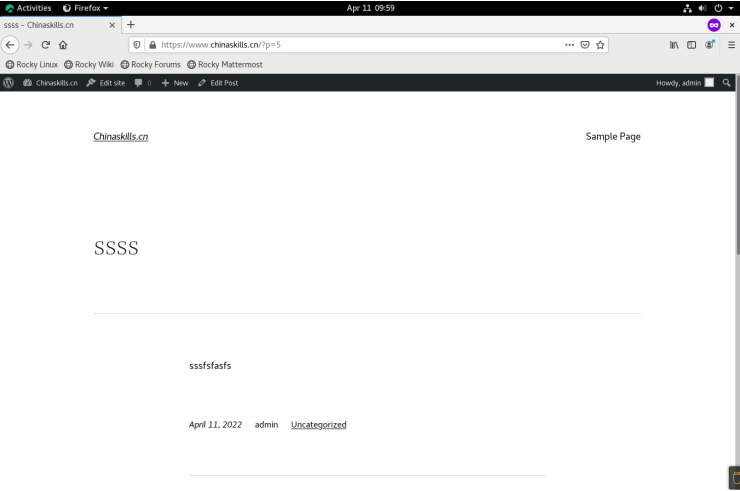 Activities Firefox Apr 11 09:59
ssss – Chinaskills.cn
https://www.chinaskills.cn/?p=5
Rocky Linux Rocky Wiki Rocky Forums Rocky Mattermost
Chinaskills.cn Edit site 0 New Edit Post Howdy, admin
Chinaskills.cn Sample Page
ssss
sssfsfasfs
April 11, 2022 admin Uncategorized